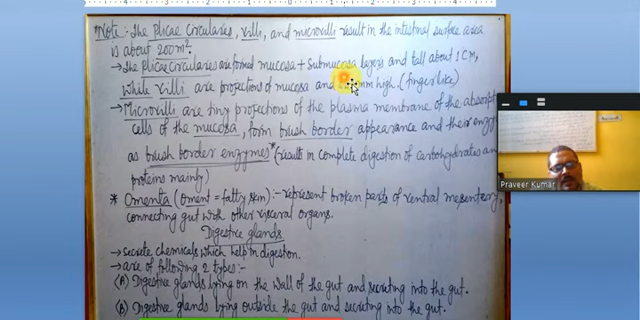 Note:- The plicae circulares, villi, and microvilli result in the intestinal surface area
is about 200m².
→ the plicae circulares are formed mucosa + submucosa layers and tall about 1 CM,
while villi are projections of mucosa and mm high. (finger like)
→ Microvilli are tiny projections of the plasma membrane of the absorpt
cells of the mucosa, form brush border appearance and their enzy
as brush border enzymes* (result in complete digestion of carbohydrates an
proteins mainly)
* Omenta (oment = fatty skin):- represent broken parts of ventral mesentery,
connecting gut with other visceral organs.
Digestive glands
→ secrete chemicals which help in digestion.
→ are of following 2 types:-
(A) Digestive glands lying on the wall of the gut and secreting into the gut.
(B) Digestive glands lying outside the gut and secreting into the gut.
Praveer Kumar